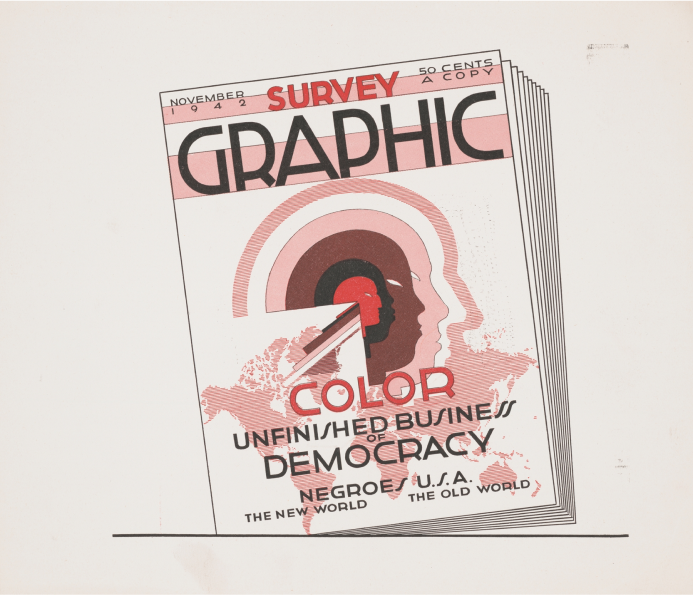 NOVEMBER
1942
SURVEY
50 CENTS
A COPY
GRAPHIC
COLOR
UNFINISHED BUSINESS
OF
DEMOCRACY
NEGROES U.S.A.
THE NEW WORLD THE OLD WORLD